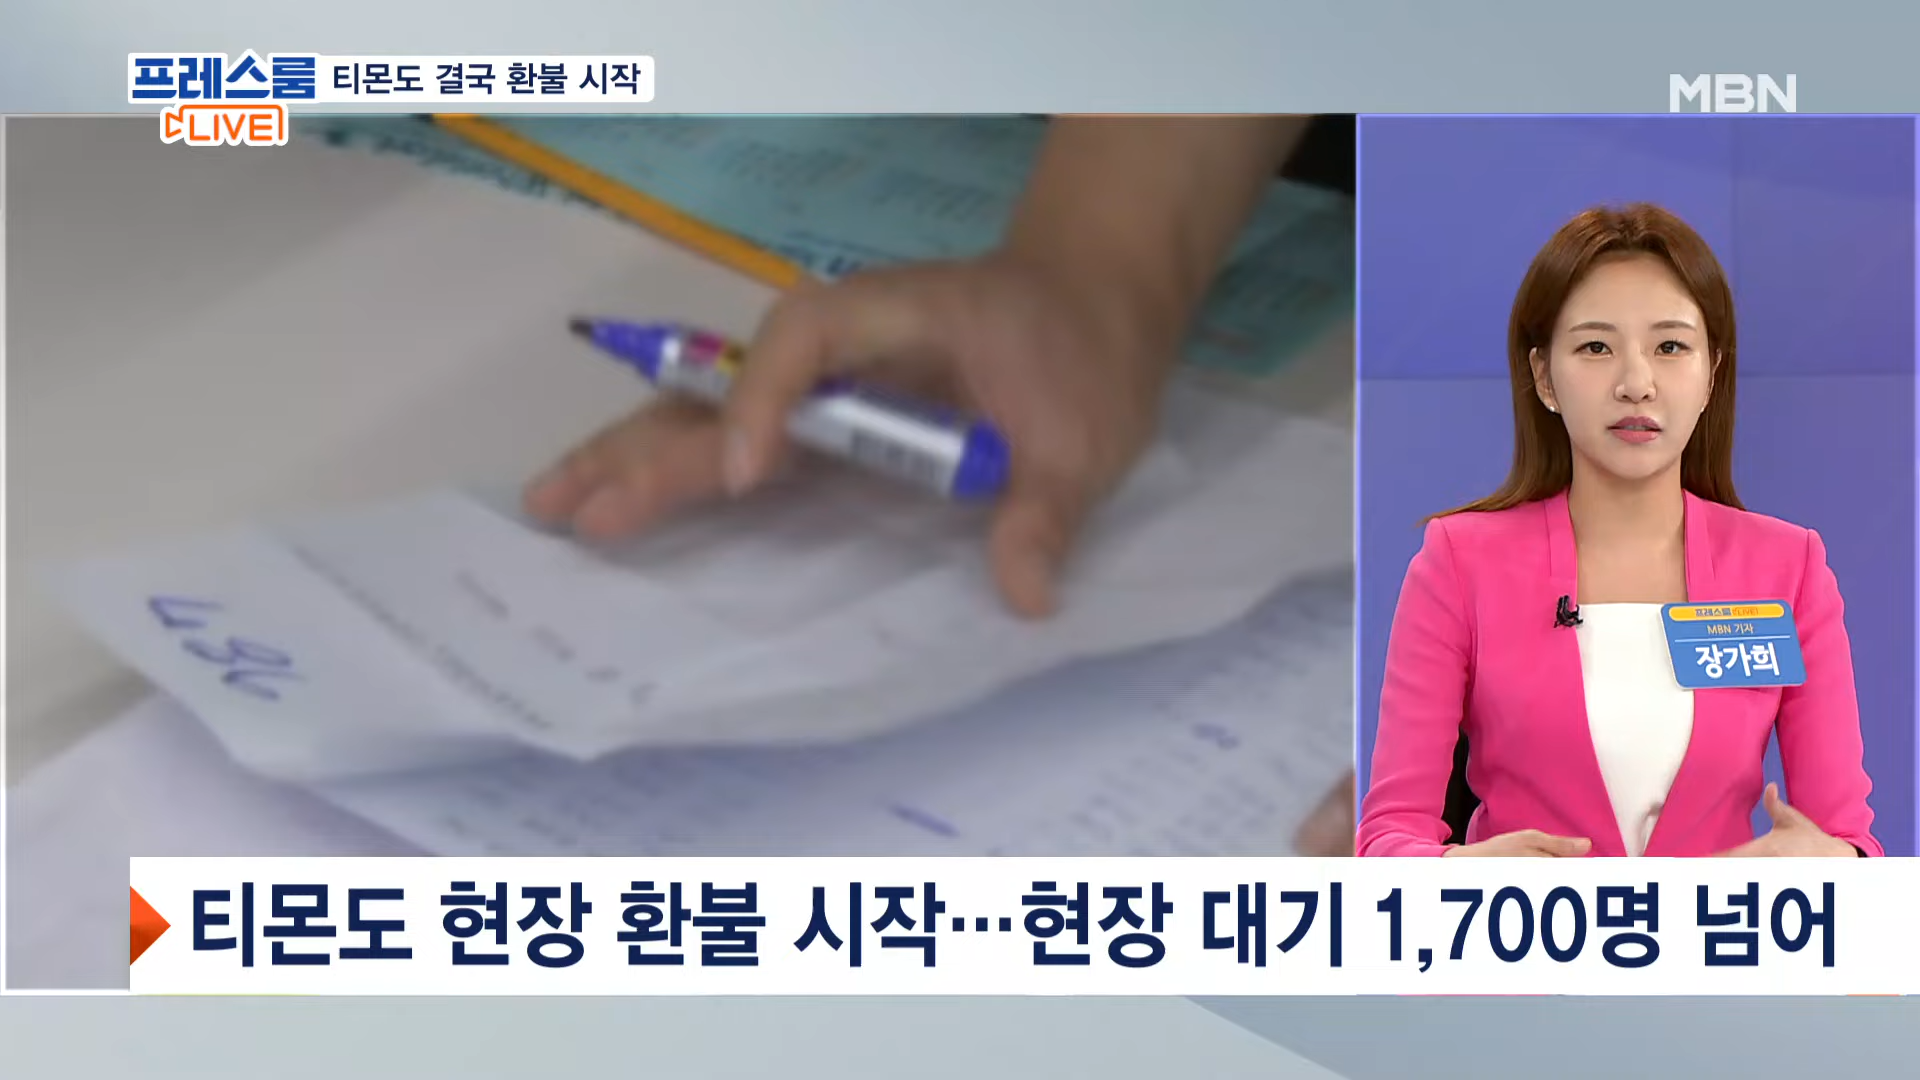 프레스룸 티몬도 결국 환불 시작
LIVE!
MBN
프레스룸 LIVE!
MBN 기자
장가희
티몬도 현장 환불 시작…현장 대기 1,700명 넘어